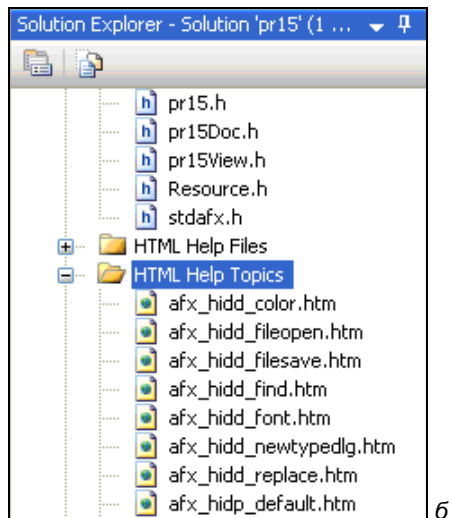 Solution Explorer - Solution 'pr15' (1 ...
pr15.h
pr15Doc.h
pr15View.h
Resource.h
stdafx.h
HTML Help Files
HTML Help Topics
afx_hidd_color.htm
afx_hidd_fileopen.htm
afx_hidd_filesave.htm
afx_hidd_find.htm
afx_hidd_font.htm
afx_hidd_newtypedlg.htm
afx_hidd_replace.htm
afx_hidp_default.htm
б